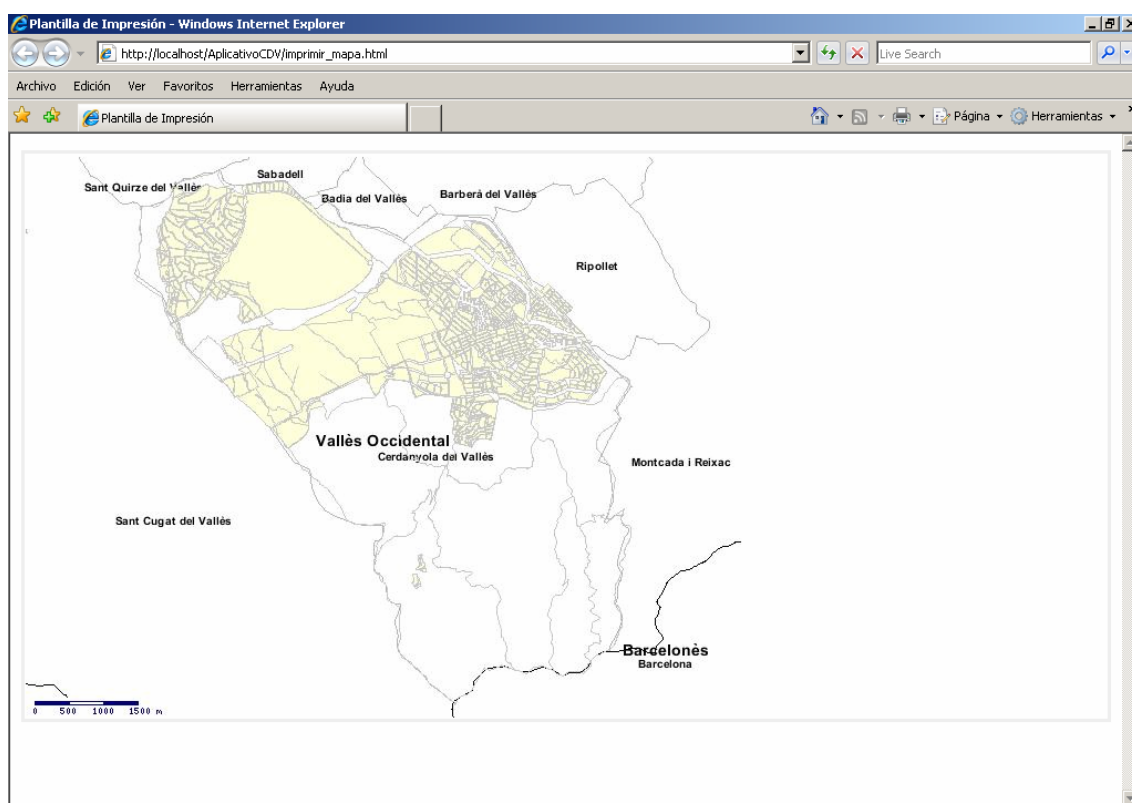 Plantilla de Impresión - Windows Internet Explorer
http://localhost/AplicativoCDV/imprimir_mapa.html
Live Search
Archivo Edición Ver Favoritos Herramientas Ayuda
Plantilla de Impresión
Página
Herramientas
Sabadell
Sant Quirze del Vallès
Badia del Vallès
Barberà del Vallès
Ripollet
Vallès Occidental
Cerdanyola del Vallès
Montcada i Reixac
Sant Cugat del Vallès
Barcelonès
Barcelona
0 500 1000 1500 m